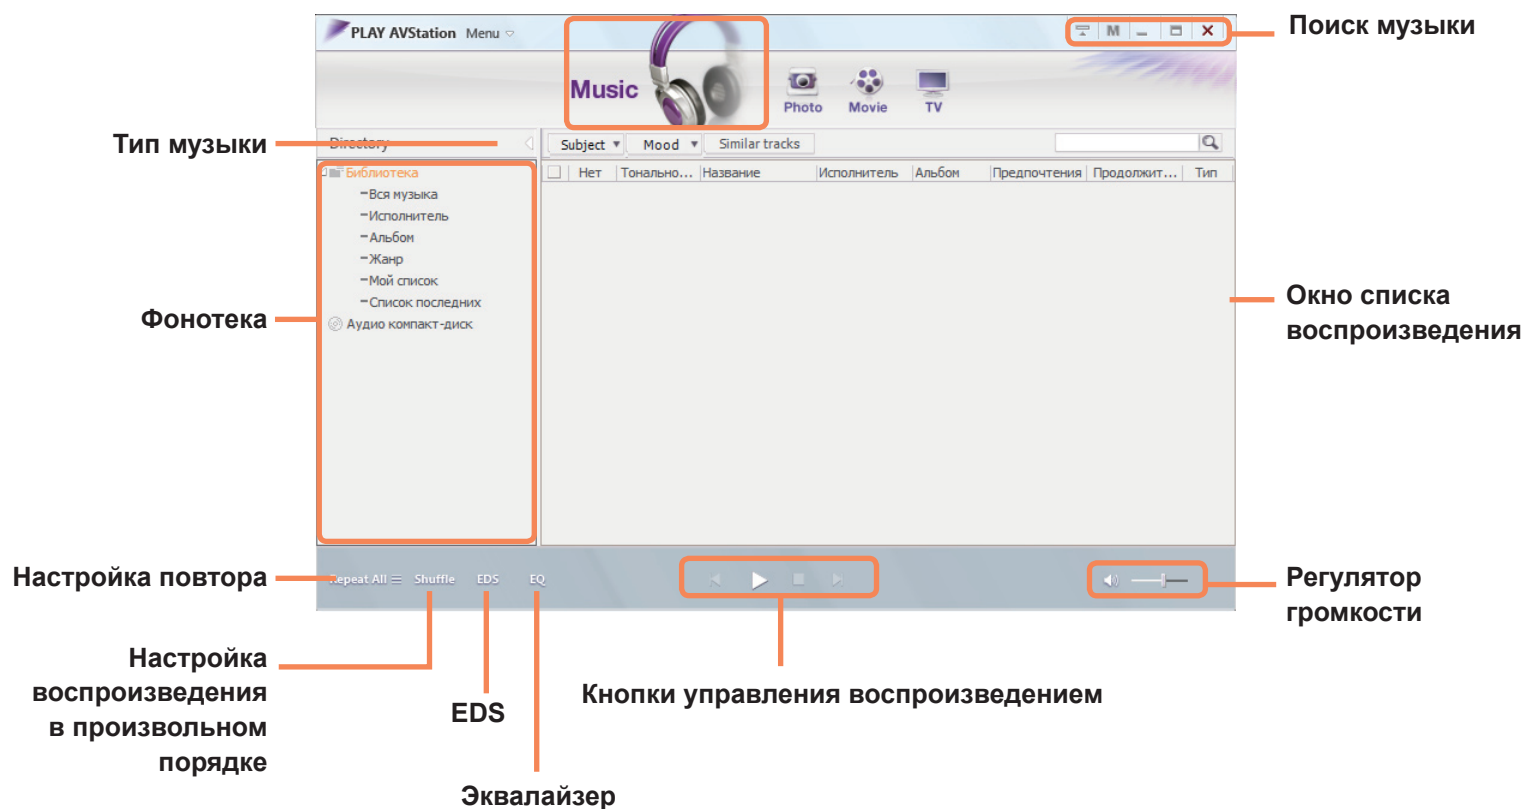 PLAY AVStation Menu
M
Поиск музыки
Music
Photo
Movie
TV
Тип музыки
Directory
Subject
Mood
Similar tracks
Библиотека
Нет
Тонально...
Название
Исполнитель
Альбом
Предпочтения
Продолжит...
Тип
Вся музыка
Исполнитель
Альбом
Жанр
Мой список
Список последних
Аудио компакт-диск
Фонотека
Окно списка
воспроизведения
Настройка повтора
Repeat All
Shuffle
EDS
EQ
Регулятор
громкости
Настройка
воспроизведения
в произвольном
порядке
EDS
Эквалайзер
Кнопки управления воспроизведением